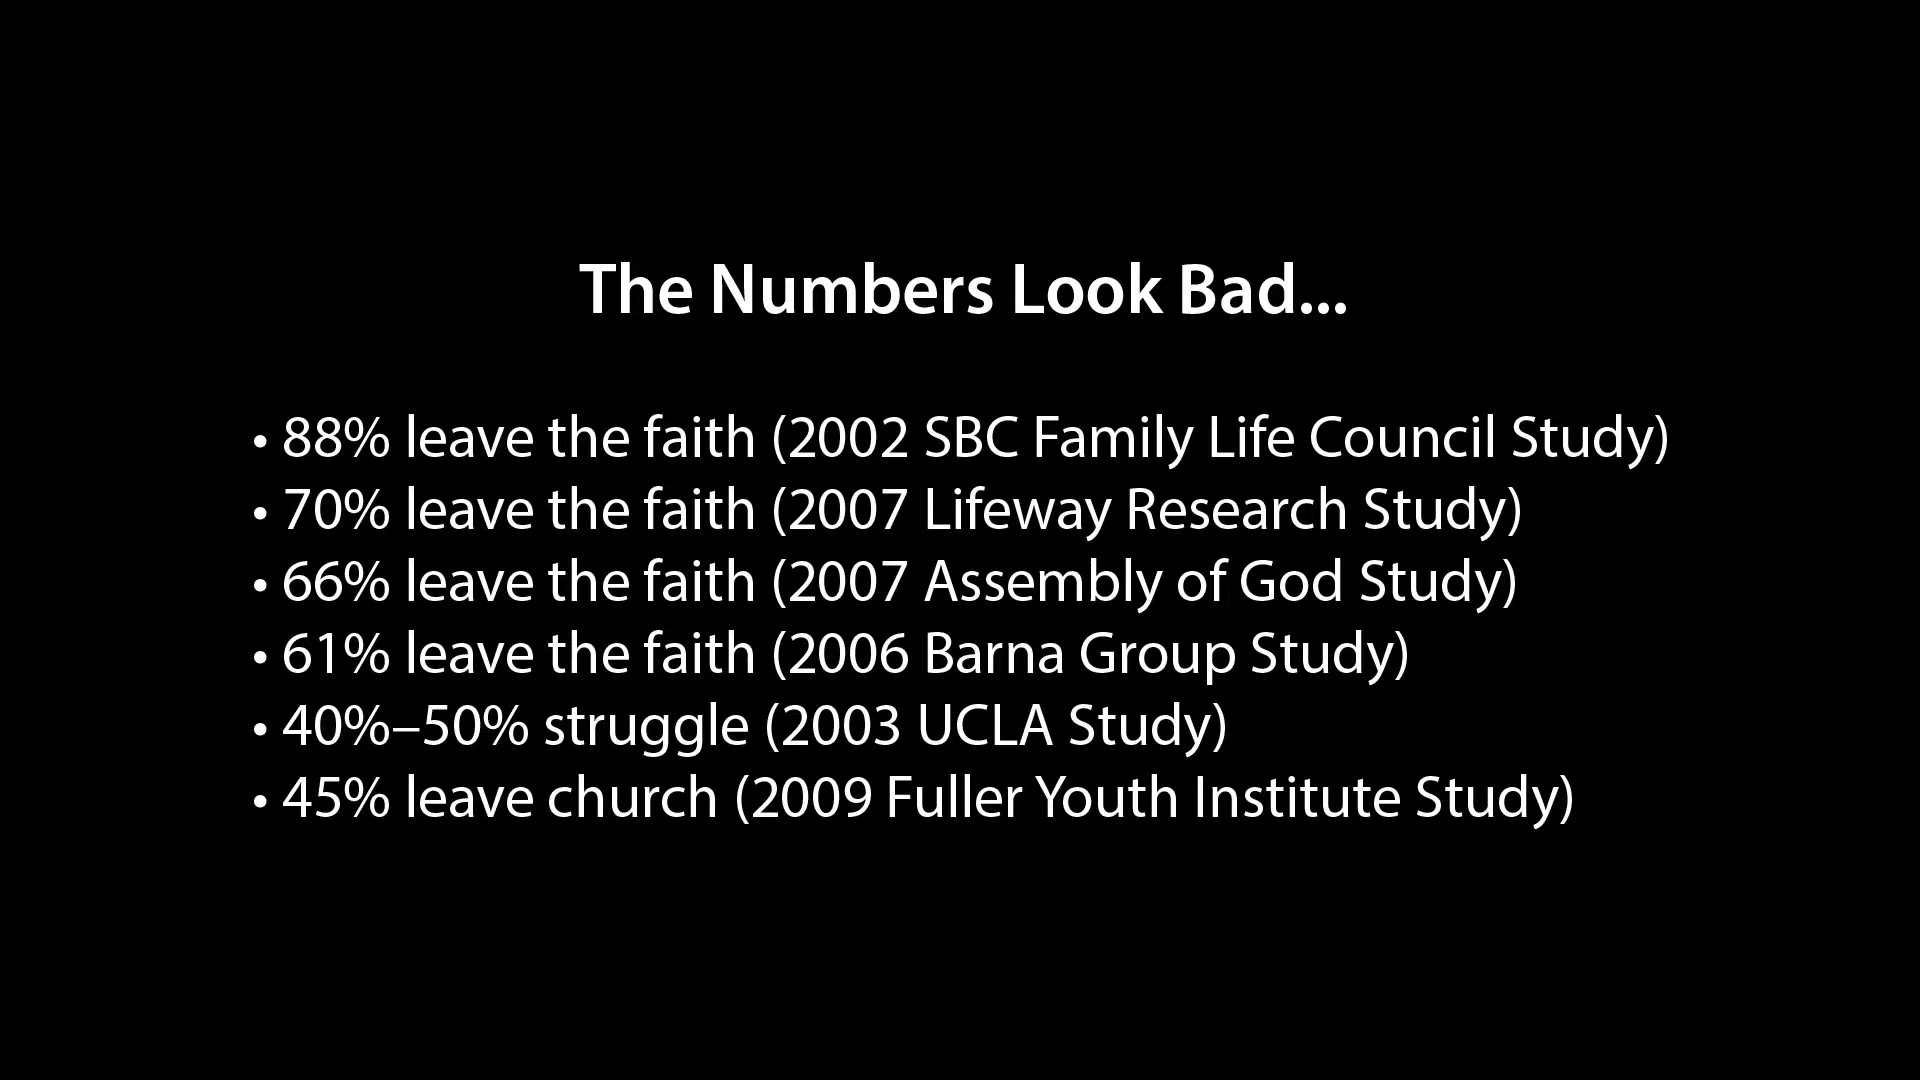 The Numbers Look Bad...
• 88% leave the faith (2002 SBC Family Life Council Study)
• 70% leave the faith (2007 Lifeway Research Study)
• 66% leave the faith (2007 Assembly of God Study)
• 61% leave the faith (2006 Barna Group Study)
• 40%–50% struggle (2003 UCLA Study)
• 45% leave church (2009 Fuller Youth Institute Study)